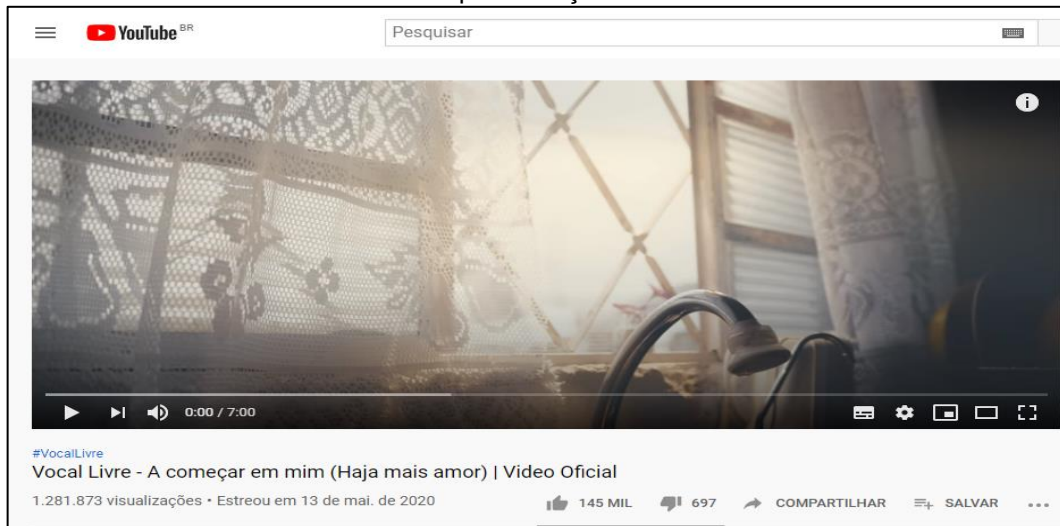 YouTube BR
Pesquisar
0:00 / 7:00
#VocalLivre
Vocal Livre - A começar em mim (Haja mais amor) | Video Oficial
1.281.873 visualizações • Estreou em 13 de mai. de 2020
145 MIL 697 COMPARTILHAR SALVAR